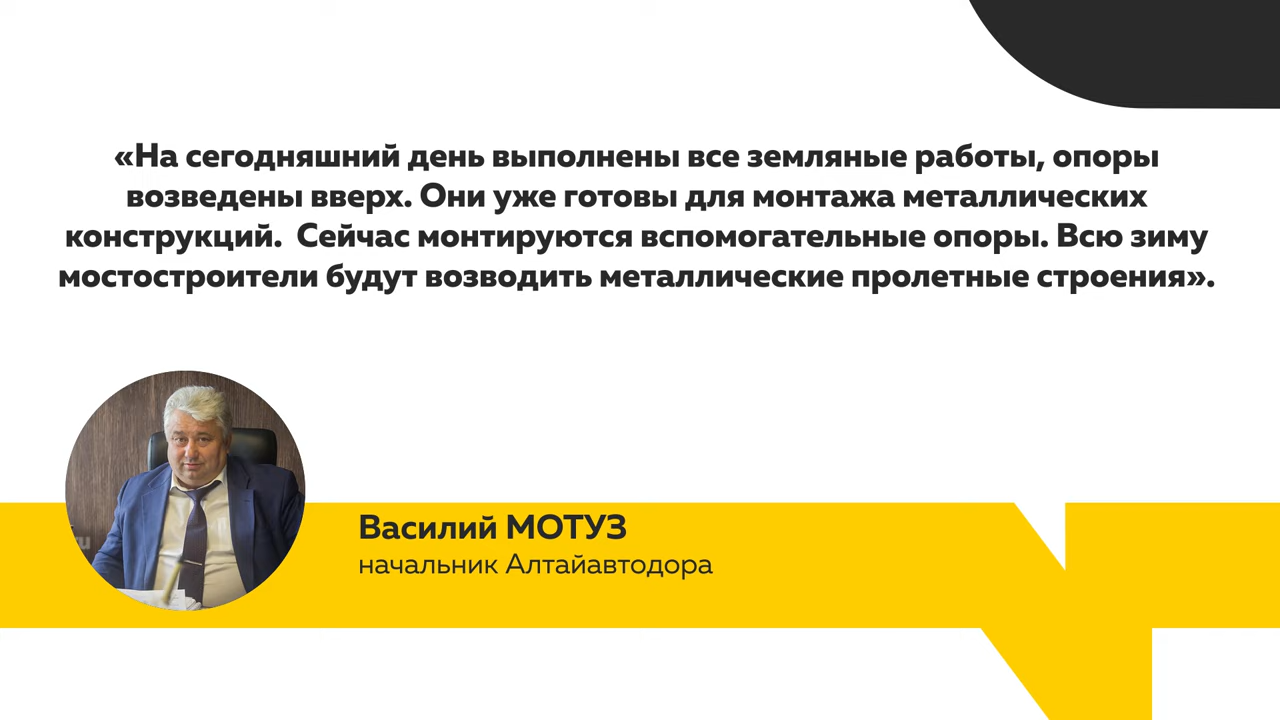 «На сегодняшний день выполнены все земляные работы, опоры
возведены вверх. Они уже готовы для монтажа металлических
конструкций.  Сейчас монтируются вспомогательные опоры. Всю зиму
мостостроители будут возводить металлические пролетные строения».
Василий МОТУЗ
начальник Алтайавтодора